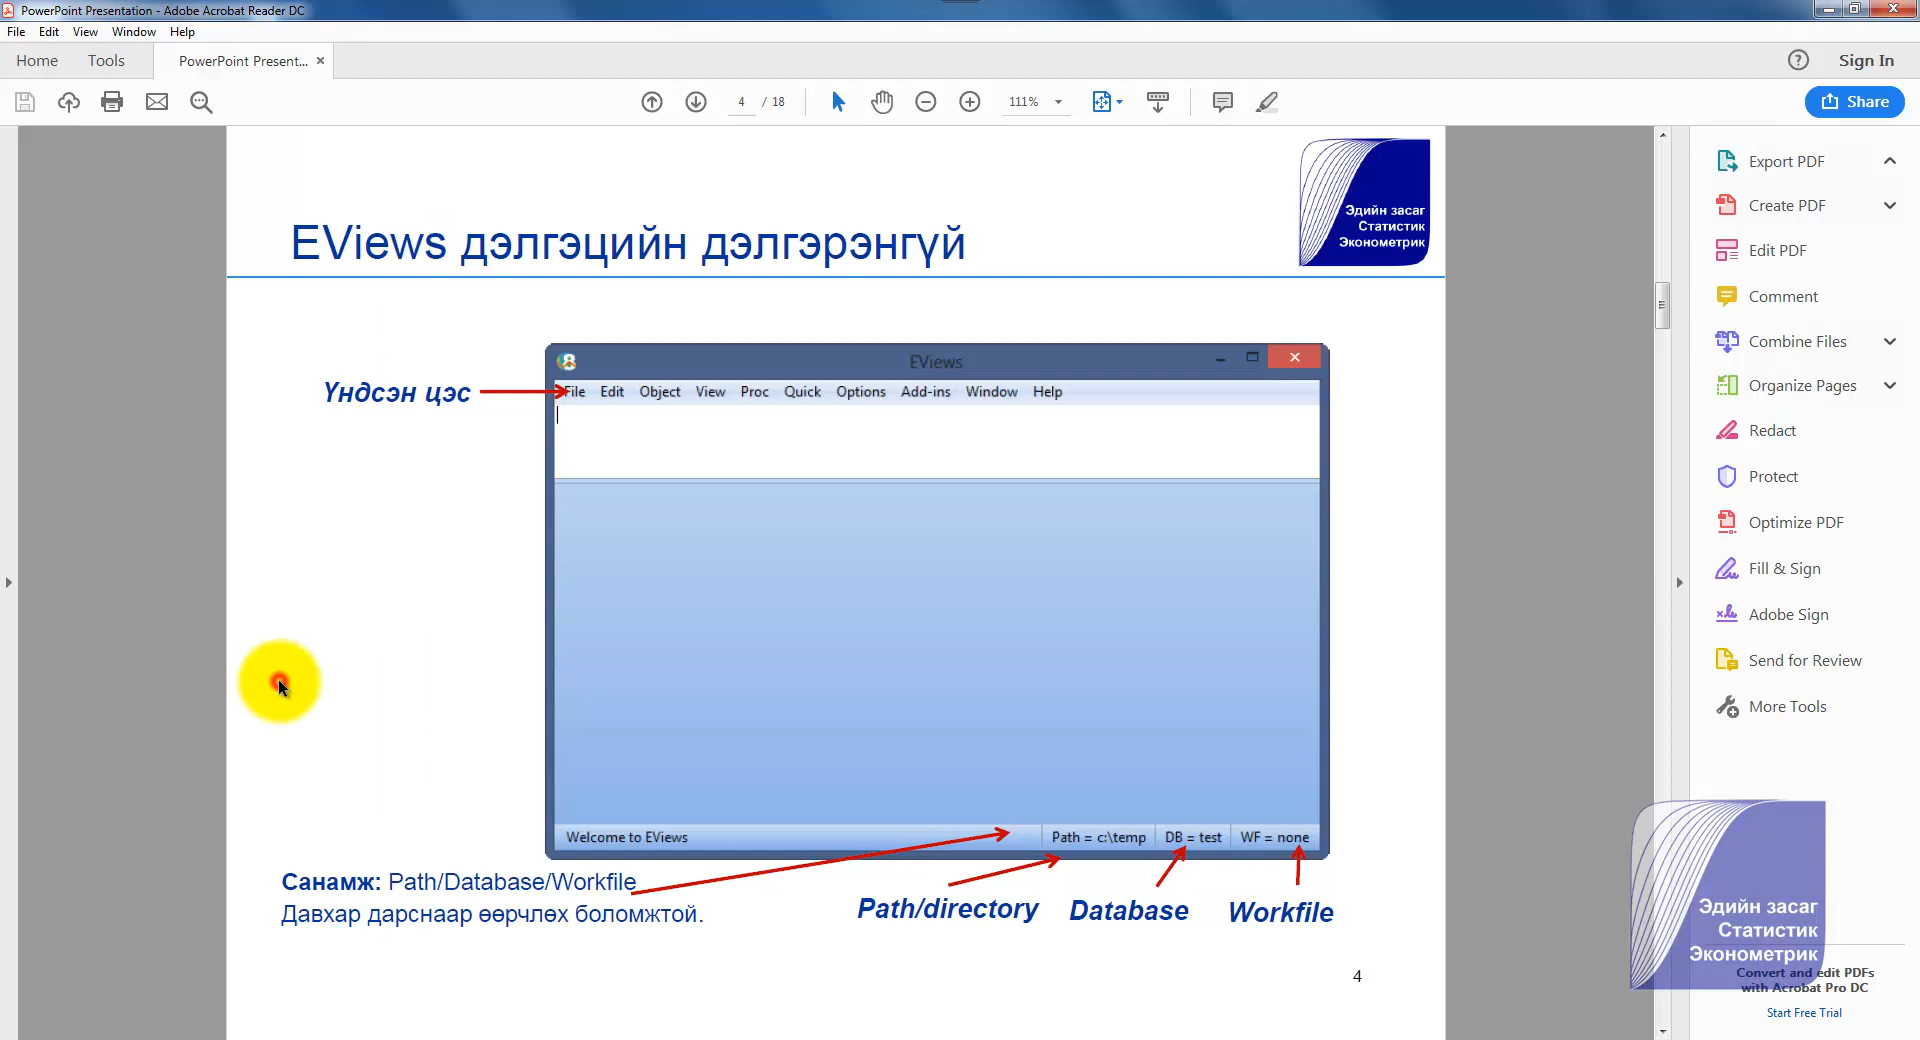 PowerPoint Presentation - Adobe Acrobat Reader DC
File Edit View Window Help
Home Tools PowerPoint Present... × Sign In
4 / 18 111% Share
Эдийн засаг
Статистик
Эконометрик
EViews дэлгэцийн дэлгэрэнгүй
EViews
Үндсэн цэс
File Edit Object View Proc Quick Options Add-ins Window Help
Welcome to EViews Path = c:\temp DB = test WF = none
Санамж: Path/Database/Workfile
Давхар дарснаар өөрчлөх боломжтой.
Path/directory Database Workfile
4
Export PDF
Create PDF
Edit PDF
Comment
Combine Files
Organize Pages
Redact
Protect
Optimize PDF
Fill & Sign
Adobe Sign
Send for Review
More Tools
Эдийн засаг
Статистик
Эконометрик
Convert and edit PDFs
with Acrobat Pro DC
Start Free Trial